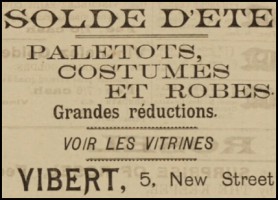 SOLDE D'ETE
PALETOTS,
COSTUMES
ET ROBES.
Grandes réductions.
VOIR LES VITRINES
VIBERT, 5, New Street